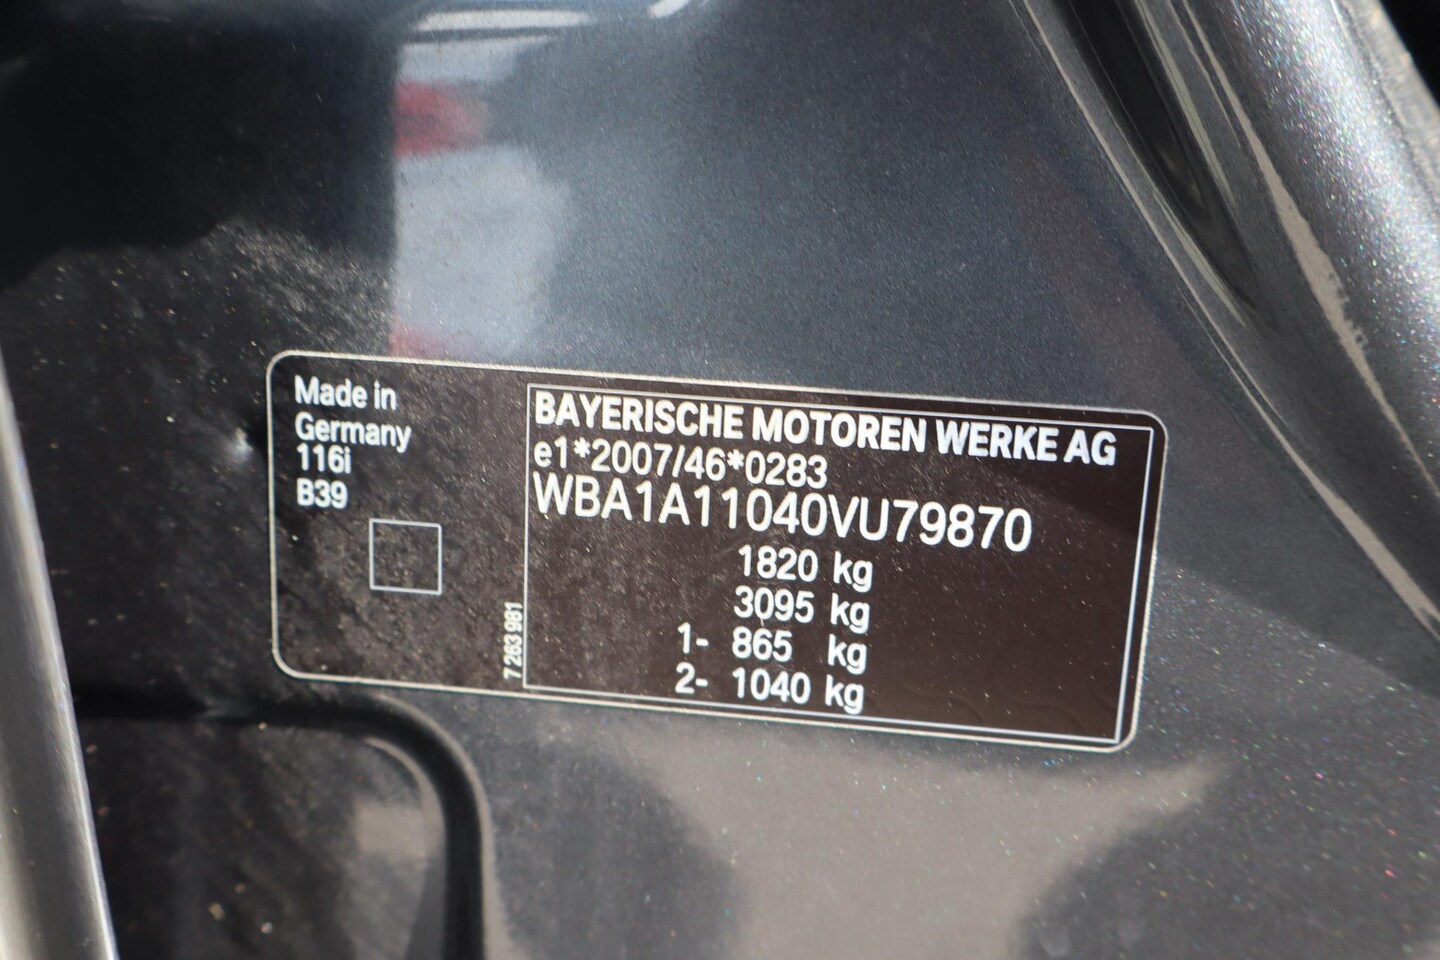 Made in
Germany
116i
B39
7 263 981
BAYERISCHE MOTOREN WERKE AG
e1*2007/46*0283
WBA1A11040VU79870
1820 kg
3095 kg
1- 865 kg
2- 1040 kg